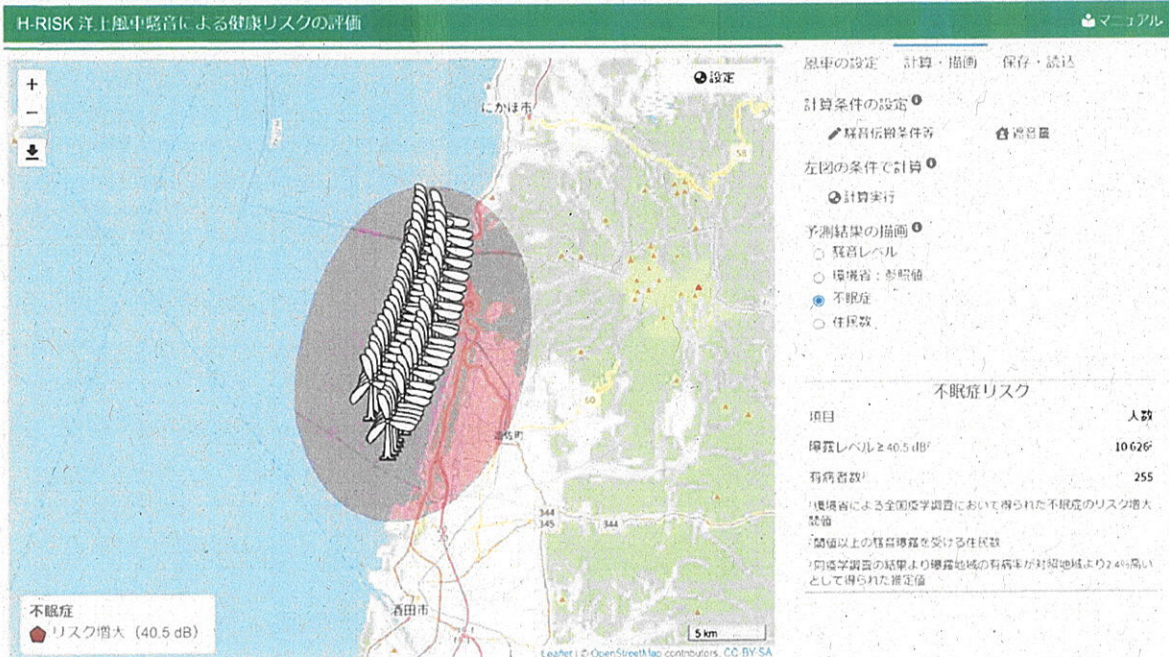 H-RISK 洋上風車騒音による健康リスクの評価
マニュアル
+
−
設定
にかほ市
58
60
遊佐町
344
345
344
酒田市
不眠症
リスク増大（40.5 dB）
5 km
Leaflet | © OpenStreetMap contributors, CC-BY-SA
風車の設定 計算・描画 保存・読込
計算条件の設定
騒音伝搬条件等 遮音量
左図の条件で計算
計算実行
予測結果の描画
騒音レベル
環境省：参照値
不眠症
住民数
不眠症リスク
項目 人数
曝露レベル≥40.5 dB¹ 10 626²
有病者数³ 255
¹環境省による全国疫学調査において得られた不眠症のリスク増大
閾値
²閾値以上の騒音曝露を受ける住民数
³同疫学調査の結果より曝露地域の有病率が対照地域より2.4%高い
として得られた推定値